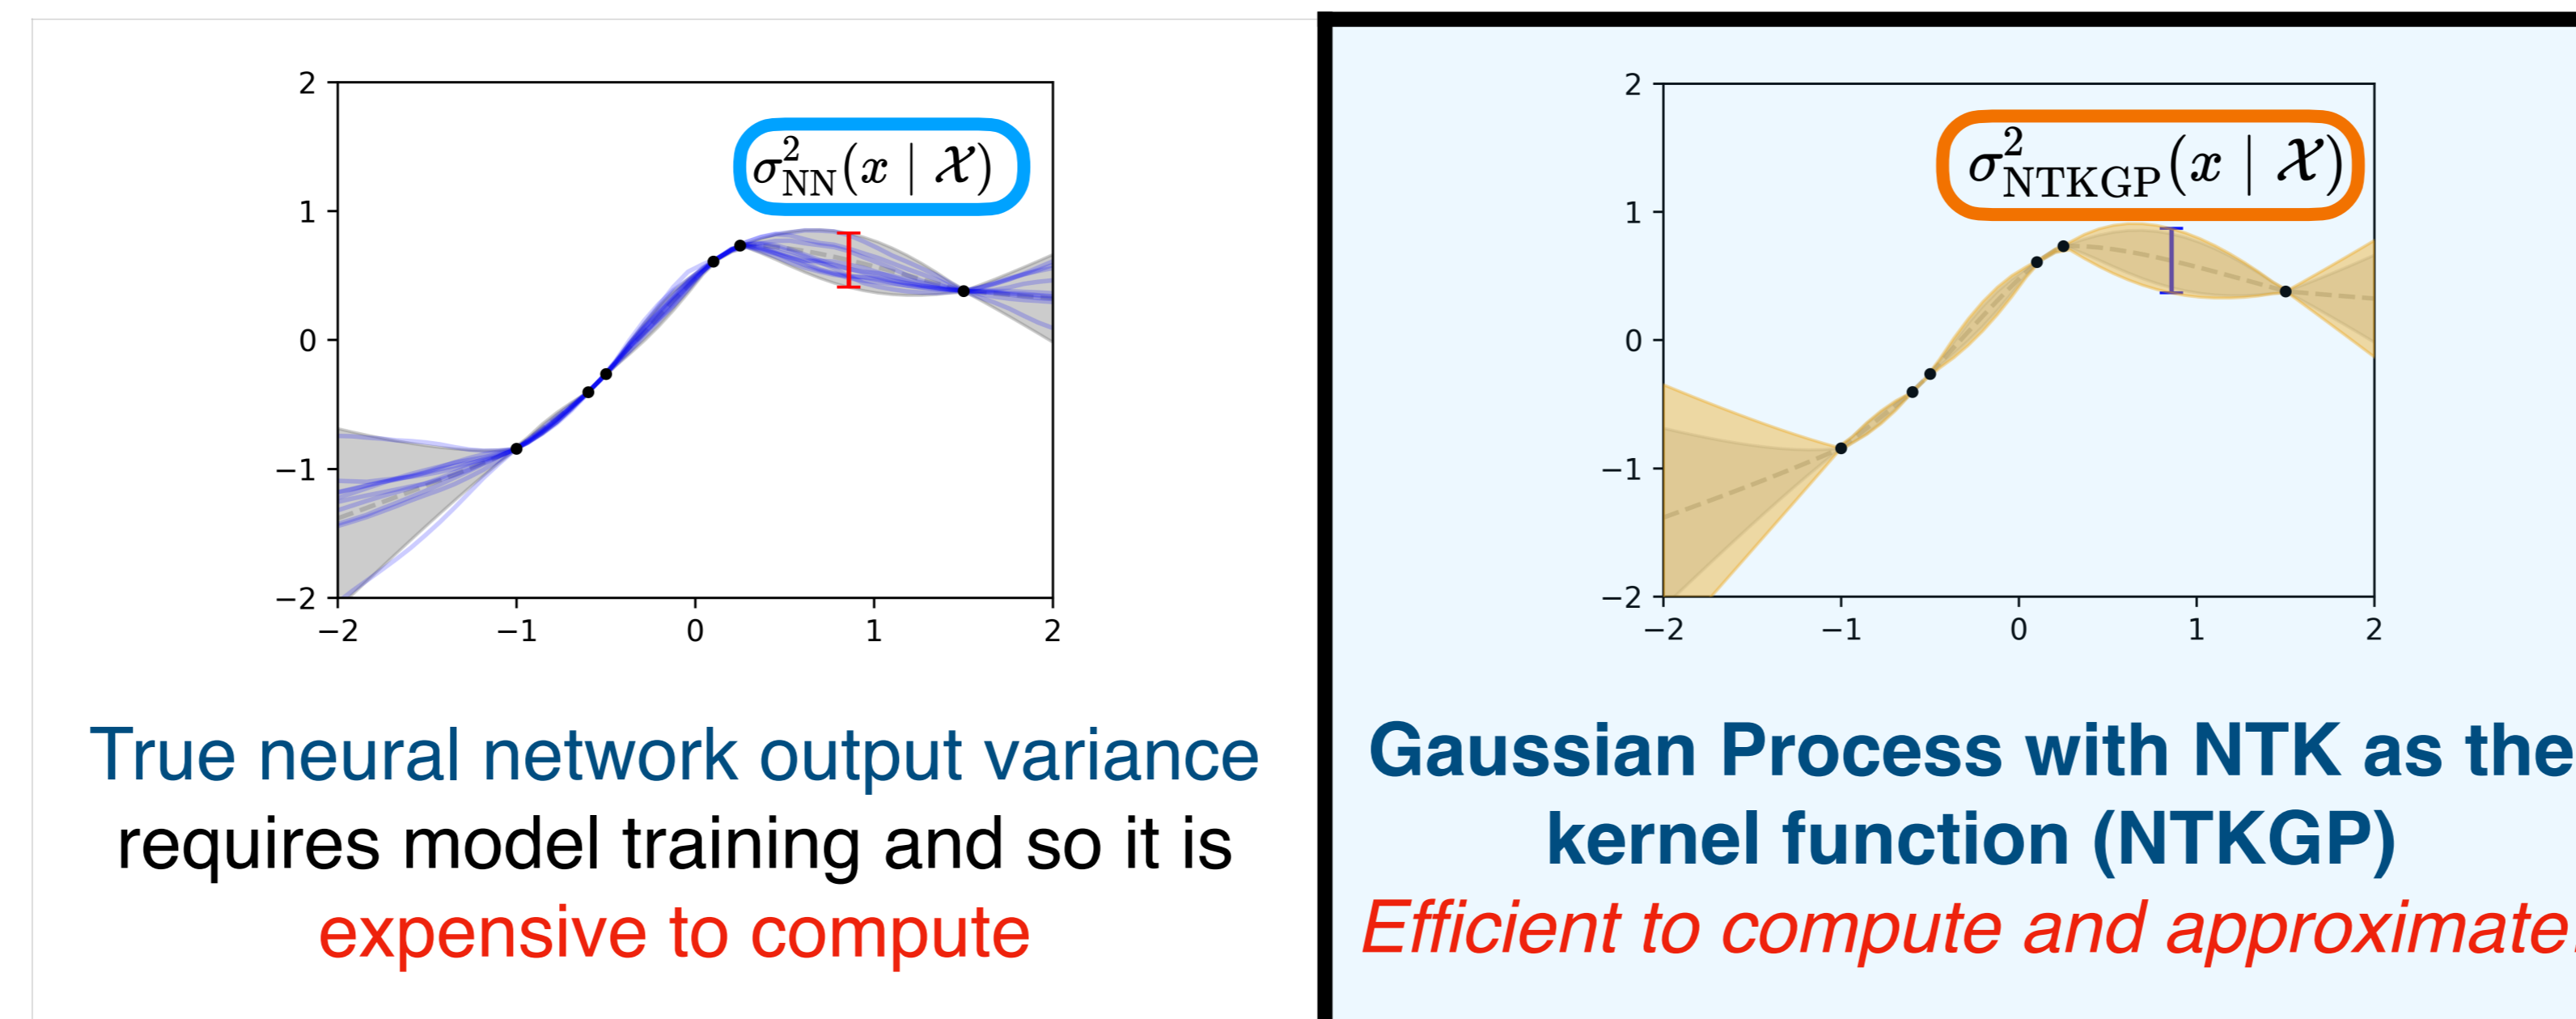 2
1
0
−1
−2
−2 −1 0 1 2
σ²_NN(x | 𝒳)
True neural network output variance
requires model training and so it is
expensive to compute
2
1
0
−1
−2
−2 −1 0 1 2
σ²_NTKGP(x | 𝒳)
Gaussian Process with NTK as the
kernel function (NTKGP)
Efficient to compute and approximate